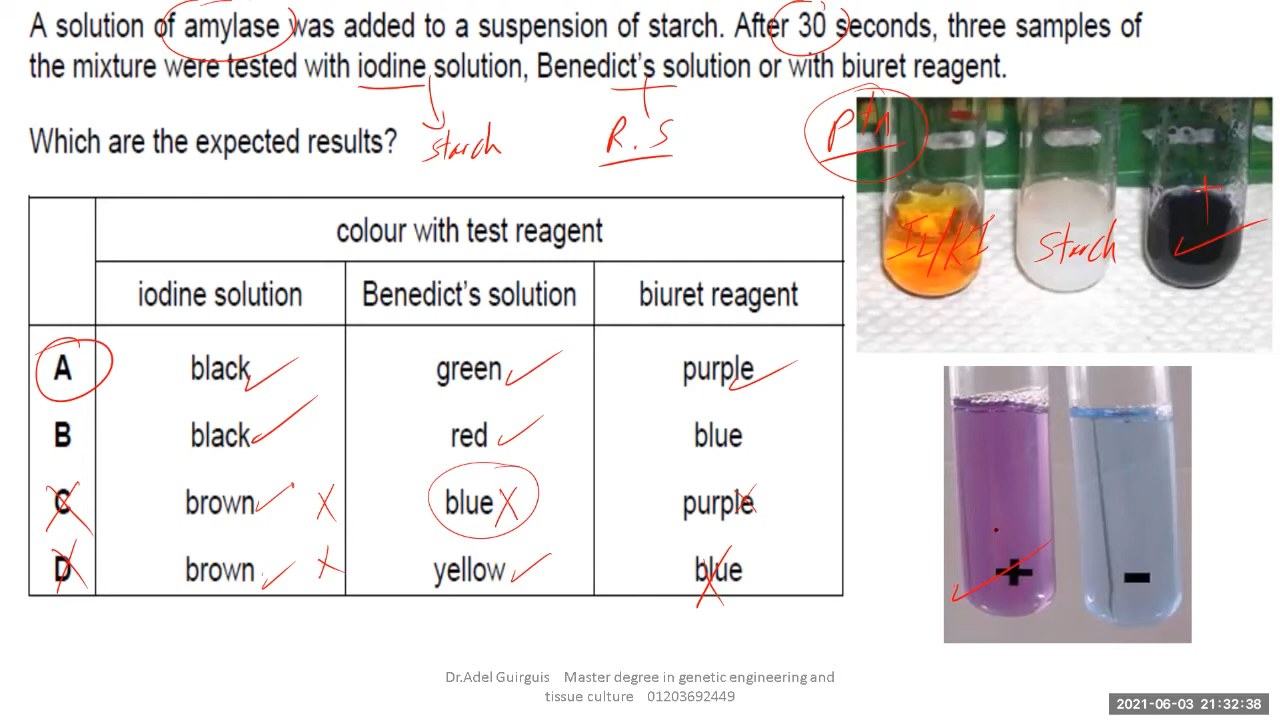 A solution of amylase was added to a suspension of starch. After 30 seconds, three samples of
the mixture were tested with iodine solution, Benedict's solution or with biuret reagent.
Which are the expected results?
starch
R.S
Ptn
colour with test reagent
iodine solution Benedict's solution biuret reagent
A black green purple
B black red blue
C brown blue purple
D brown yellow blue
I2/KI
Starch
+
+
-
Dr.Adel Guirguis Master degree in genetic engineering and
tissue culture 01203692449
2021-06-03 21:32:38